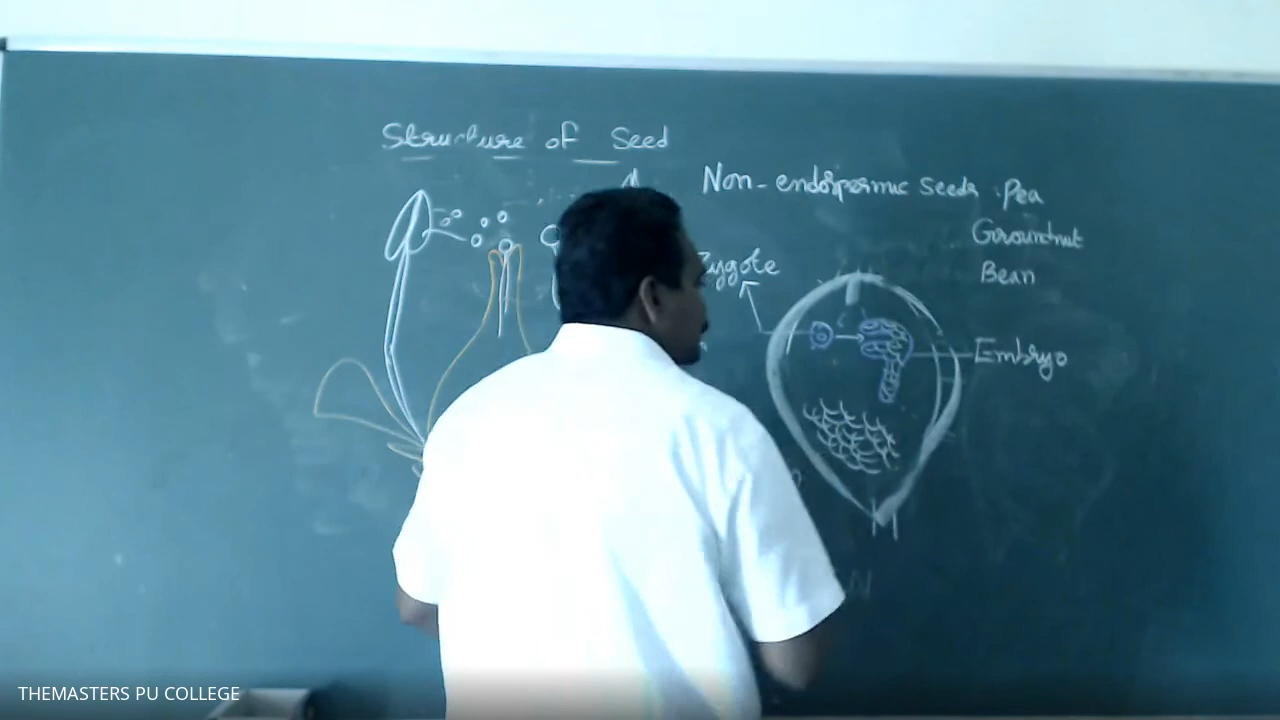 Structure of Seed
Non-endospermic seeds : Pea
Groundnut
Bean
Zygote
Embryo
THEMASTERS PU COLLEGE